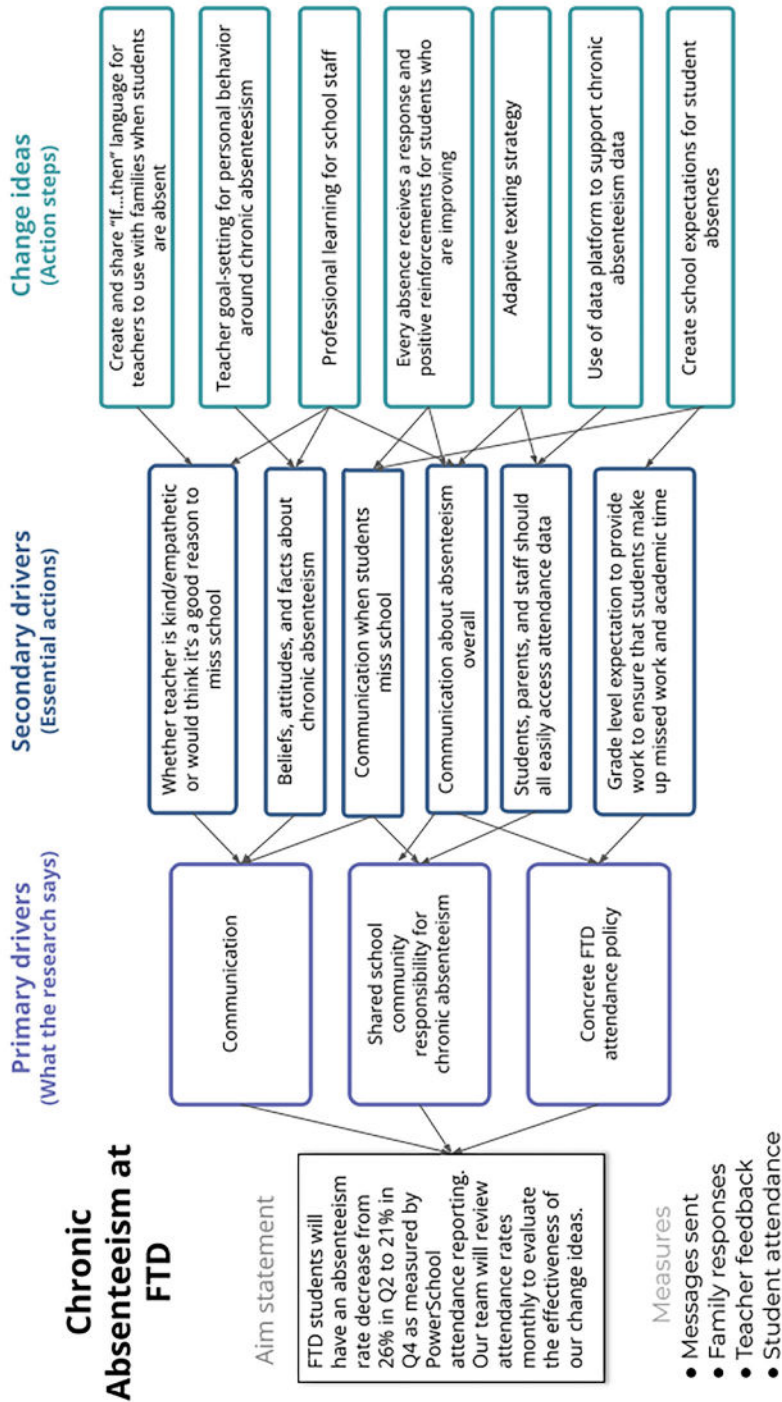 Chronic
Absenteeism at
FTD
Aim statement
FTD students will
have an absenteeism
rate decrease from
26% in Q2 to 21% in
Q4 as measured by
PowerSchool
attendance reporting.
Our team will review
attendance rates
monthly to evaluate
the effectiveness of
our change ideas.
Measures
● Messages sent
● Family responses
● Teacher feedback
● Student attendance
Primary drivers
(What the research says)
Communication
Shared school
community
responsibility for
chronic absenteeism
Concrete FTD
attendance policy
Secondary drivers
(Essential actions)
Whether teacher is kind/empathetic
or would think it's a good reason to
miss school
Beliefs, attitudes, and facts about
chronic absenteeism
Communication when students
miss school
Communication about absenteeism
overall
Students, parents, and staff should
all easily access attendance data
Grade level expectation to provide
work to ensure that students make
up missed work and academic time
Change ideas
(Action steps)
Create and share "If...then" language for
teachers to use with families when students
are absent
Teacher goal-setting for personal behavior
around chronic absenteesism
Professional learning for school staff
Every absence receives a response and
positive reinforcements for students who
are improving
Adaptive texting strategy
Use of data platform to support chronic
absenteeism data
Create school expectations for student
absences